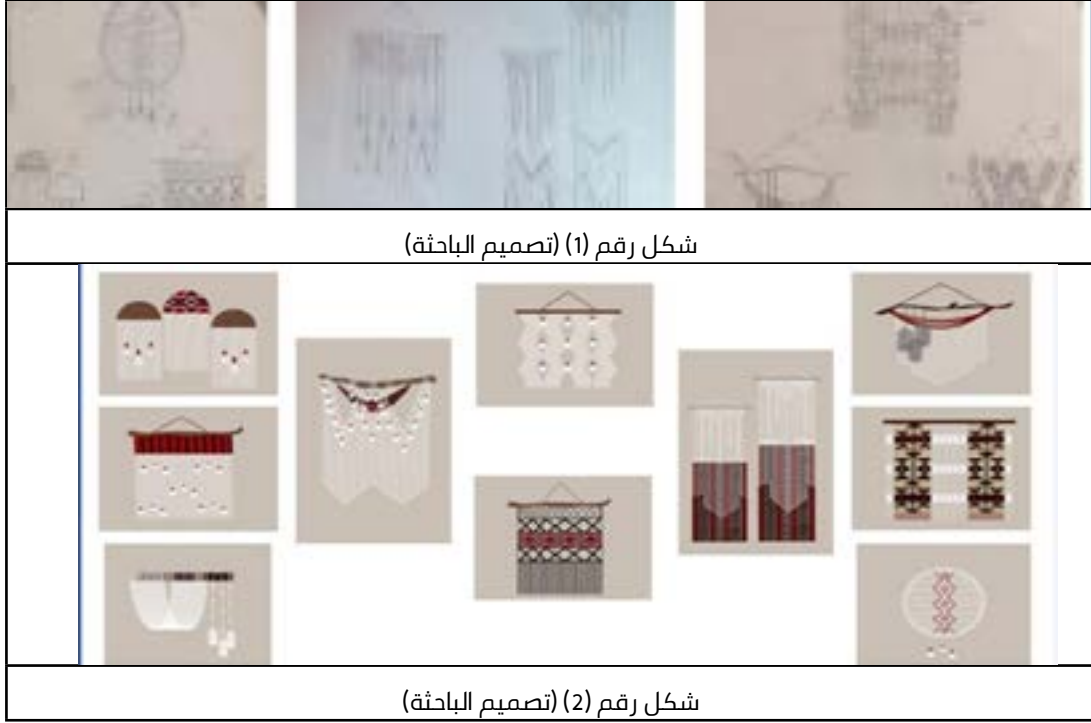 شكل رقم (1) (تصميم الباحثة)
شكل رقم (2) (تصميم الباحثة)